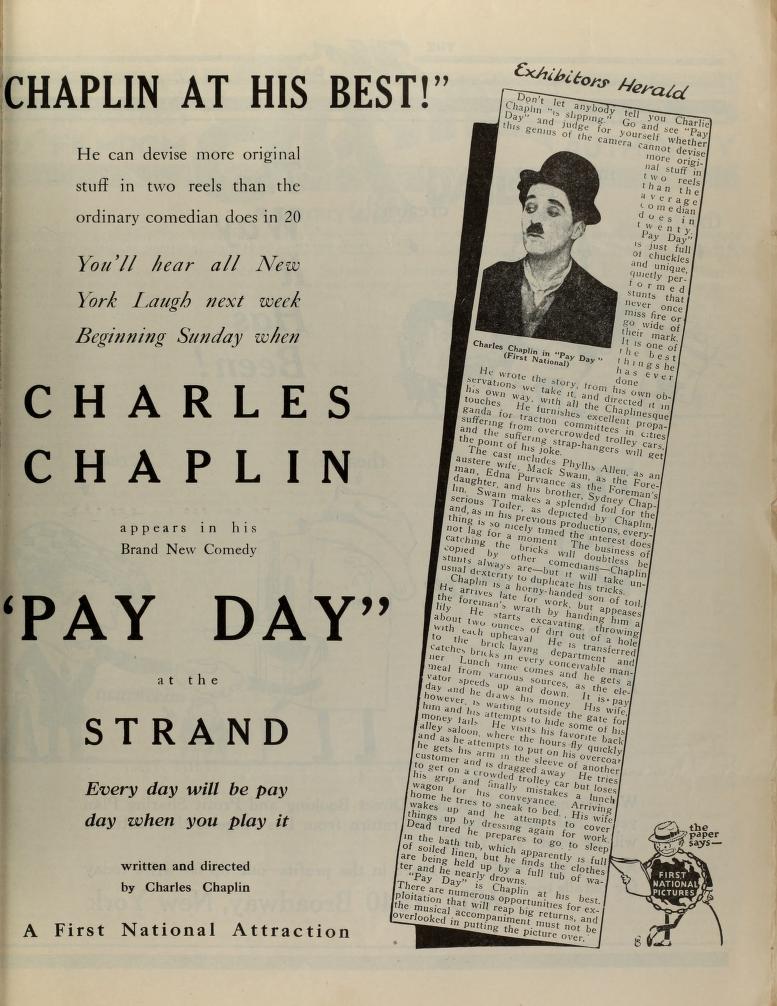 CHAPLIN AT HIS BEST!”
He can devise more original
stuff in two reels than the
ordinary comedian does in 20
You'll hear all New
York Laugh next week
Beginning Sunday when
CHARLES
CHAPLIN
appears in his
Brand New Comedy
‘PAY DAY”
at the
STRAND
Every day will be pay
day when you play it
written and directed
by Charles Chaplin
A First National Attraction
Exhibitors Herald
Don't let anybody tell you Charlie
Chaplin "is slipping." Go and see "Pay
Day" and judge for yourself whether
this genius of the camera cannot devise
more origi-
nal stuff in
two reels
than the
average
comedian
does in
twenty.
Pay Day"
is just full
of chuckles
and unique,
quietly per-
formed
stunts that
never once
miss fire or
go wide of
their mark.
It is one of
the best
things he
has ever
done
Charles Chaplin in "Pay Day"
(First National)
He wrote the story, from his own ob-
servations we take it, and directed it in
his own way, with all the Chaplinesque
touches He furnishes excellent propa-
ganda for traction committees in cities
suffering from overcrowded trolley cars,
and the suffering strap-hangers will get
the point of his joke.
The cast includes Phyllis Allen, as an
austere wife, Mack Swain, as the Fore-
man, Edna Purviance as the Foreman's
daughter, and his brother, Sydney Chap-
lin. Swain makes a splendid foil for the
serious Toiler, as depicted by Chaplin,
and, as in his previous productions, every-
thing is so nicely timed the interest does
not lag for a moment The business of
catching the bricks will doubtless be
copied by other comedians—Chaplin
stunts always are—but it will take un-
usual dexterity to duplicate his tricks.
Chaplin is a horny-handed son of toil.
He arrives late for work, but appeases
the foreman's wrath by handing him a
lily He starts excavating, throwing
about two ounces of dirt out of a hole
with each upheaval He is transferred
to the brick laying department and
catches bricks in every conceivable man-
ner Lunch time comes and he gets a
meal from various sources, as the ele-
vator speeds up and down. It is pay
day and he draws his money His wife,
however, is waiting outside the gate for
him and his attempts to hide some of his
money fails He visits his favorite back
alley saloon, where the hours fly quickly
and as he attempts to put on his overcoat
he gets his arm in the sleeve of another
customer and is dragged away He tries
to get on a crowded trolley car but loses
his grip and finally mistakes a lunch
wagon for his conveyance. Arriving
home he tries to sneak to bed. His wife
wakes up and he attempts to cover
things up by dressing again for work.
Dead tired he prepares to go to sleep
in the bath tub, which apparently is full
of soiled linen, but he finds the clothes
are being held up by a full tub of wa-
ter and he nearly drowns.
"Pay Day" is Chaplin at his best.
There are numerous opportunities for ex-
ploitation that will reap big returns, and
the musical accompaniment must not be
overlooked in putting the picture over.
the
paper
says—
FIRST
NATIONAL
PICTURES